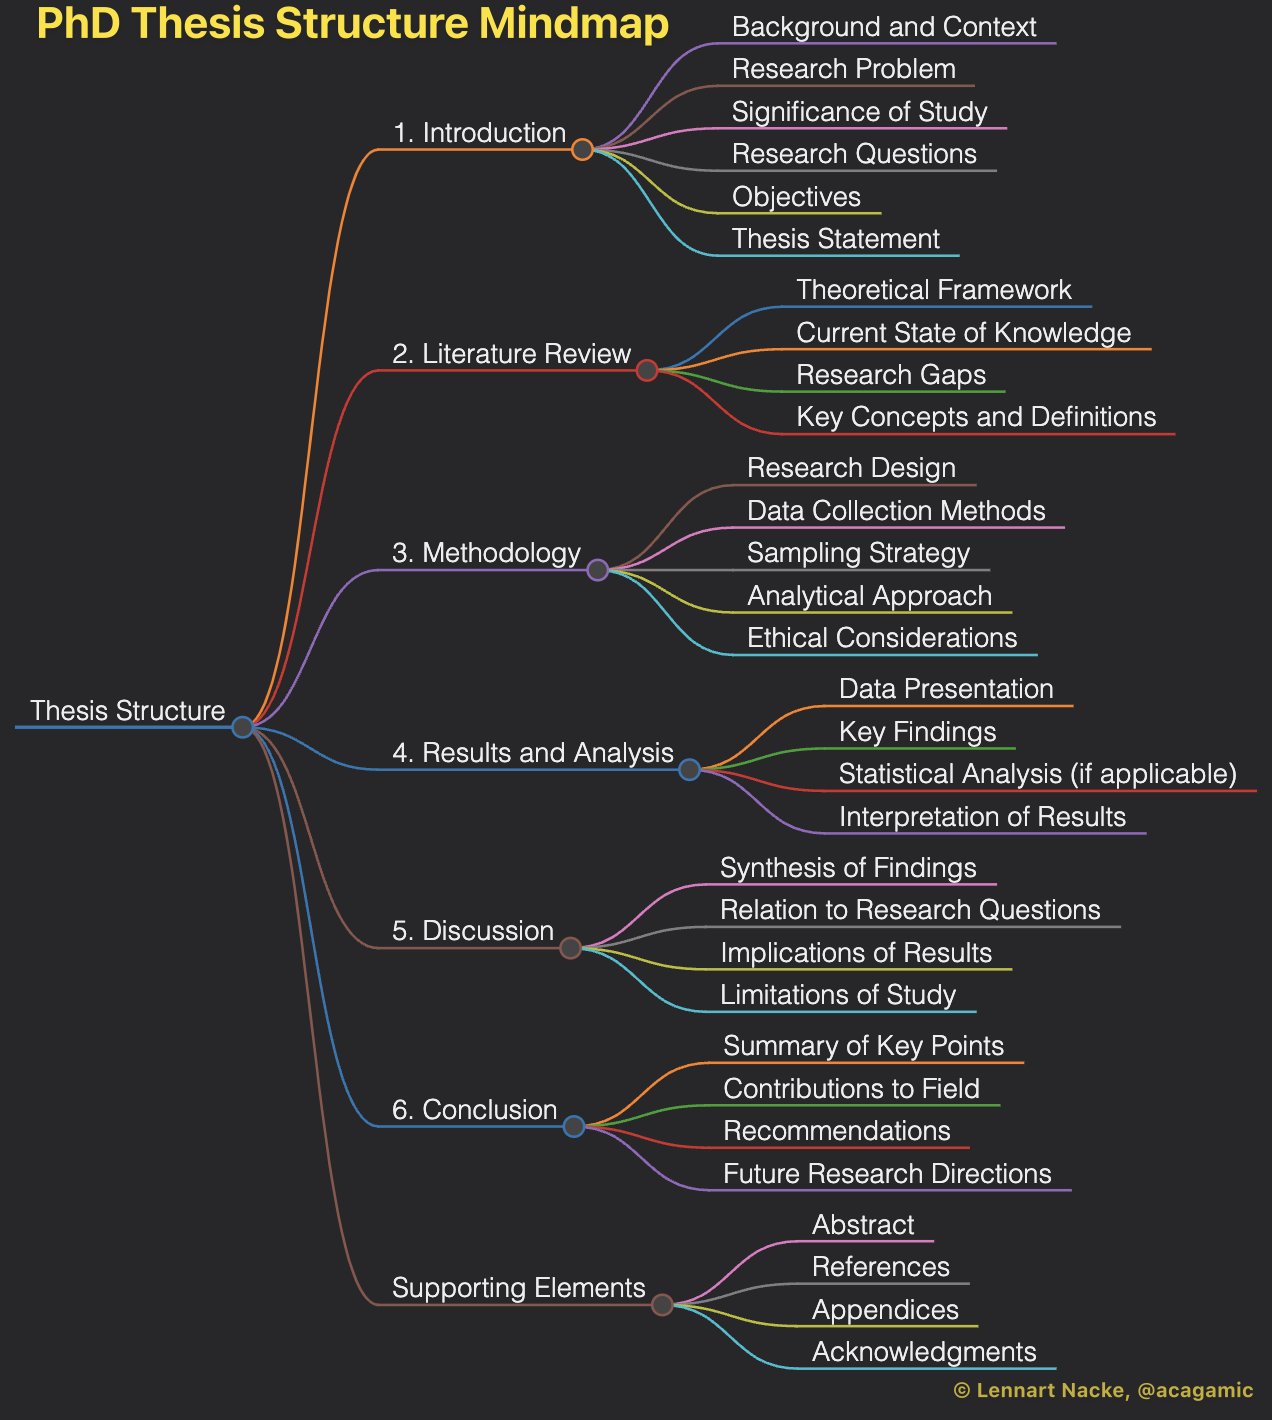 PhD Thesis Structure Mindmap
Thesis Structure
1. Introduction
Background and Context
Research Problem
Significance of Study
Research Questions
Objectives
Thesis Statement
2. Literature Review
Theoretical Framework
Current State of Knowledge
Research Gaps
Key Concepts and Definitions
3. Methodology
Research Design
Data Collection Methods
Sampling Strategy
Analytical Approach
Ethical Considerations
4. Results and Analysis
Data Presentation
Key Findings
Statistical Analysis (if applicable)
Interpretation of Results
5. Discussion
Synthesis of Findings
Relation to Research Questions
Implications of Results
Limitations of Study
6. Conclusion
Summary of Key Points
Contributions to Field
Recommendations
Future Research Directions
Supporting Elements
Abstract
References
Appendices
Acknowledgments
© Lennart Nacke, @acagamic